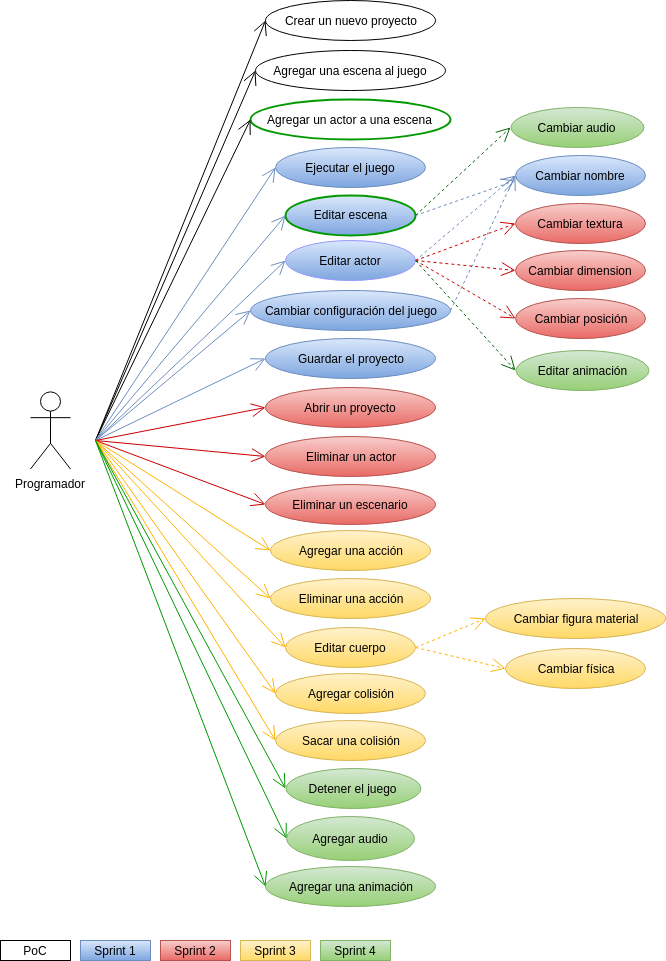 Crear un nuevo proyecto
Agregar una escena al juego
Agregar un actor a una escena
Cambiar audio
Ejecutar el juego
Cambiar nombre
Editar escena
Cambiar textura
Editar actor
Cambiar dimension
Cambiar configuración del juego
Cambiar posición
Guardar el proyecto
Editar animación
Abrir un proyecto
Eliminar un actor
Programador
Eliminar un escenario
Agregar una acción
Eliminar una acción
Cambiar figura material
Editar cuerpo
Cambiar física
Agregar colisión
Sacar una colisión
Detener el juego
Agregar audio
Agregar una animación
PoC
Sprint 1
Sprint 2
Sprint 3
Sprint 4